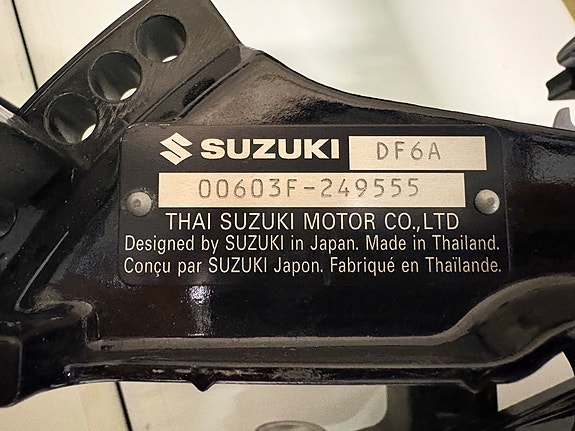 SUZUKI DF6A
00603F-249555
THAI SUZUKI MOTOR CO.,LTD
Designed by SUZUKI in Japan. Made in Thailand.
Conçu par SUZUKI Japon. Fabriqué en Thaïlande.